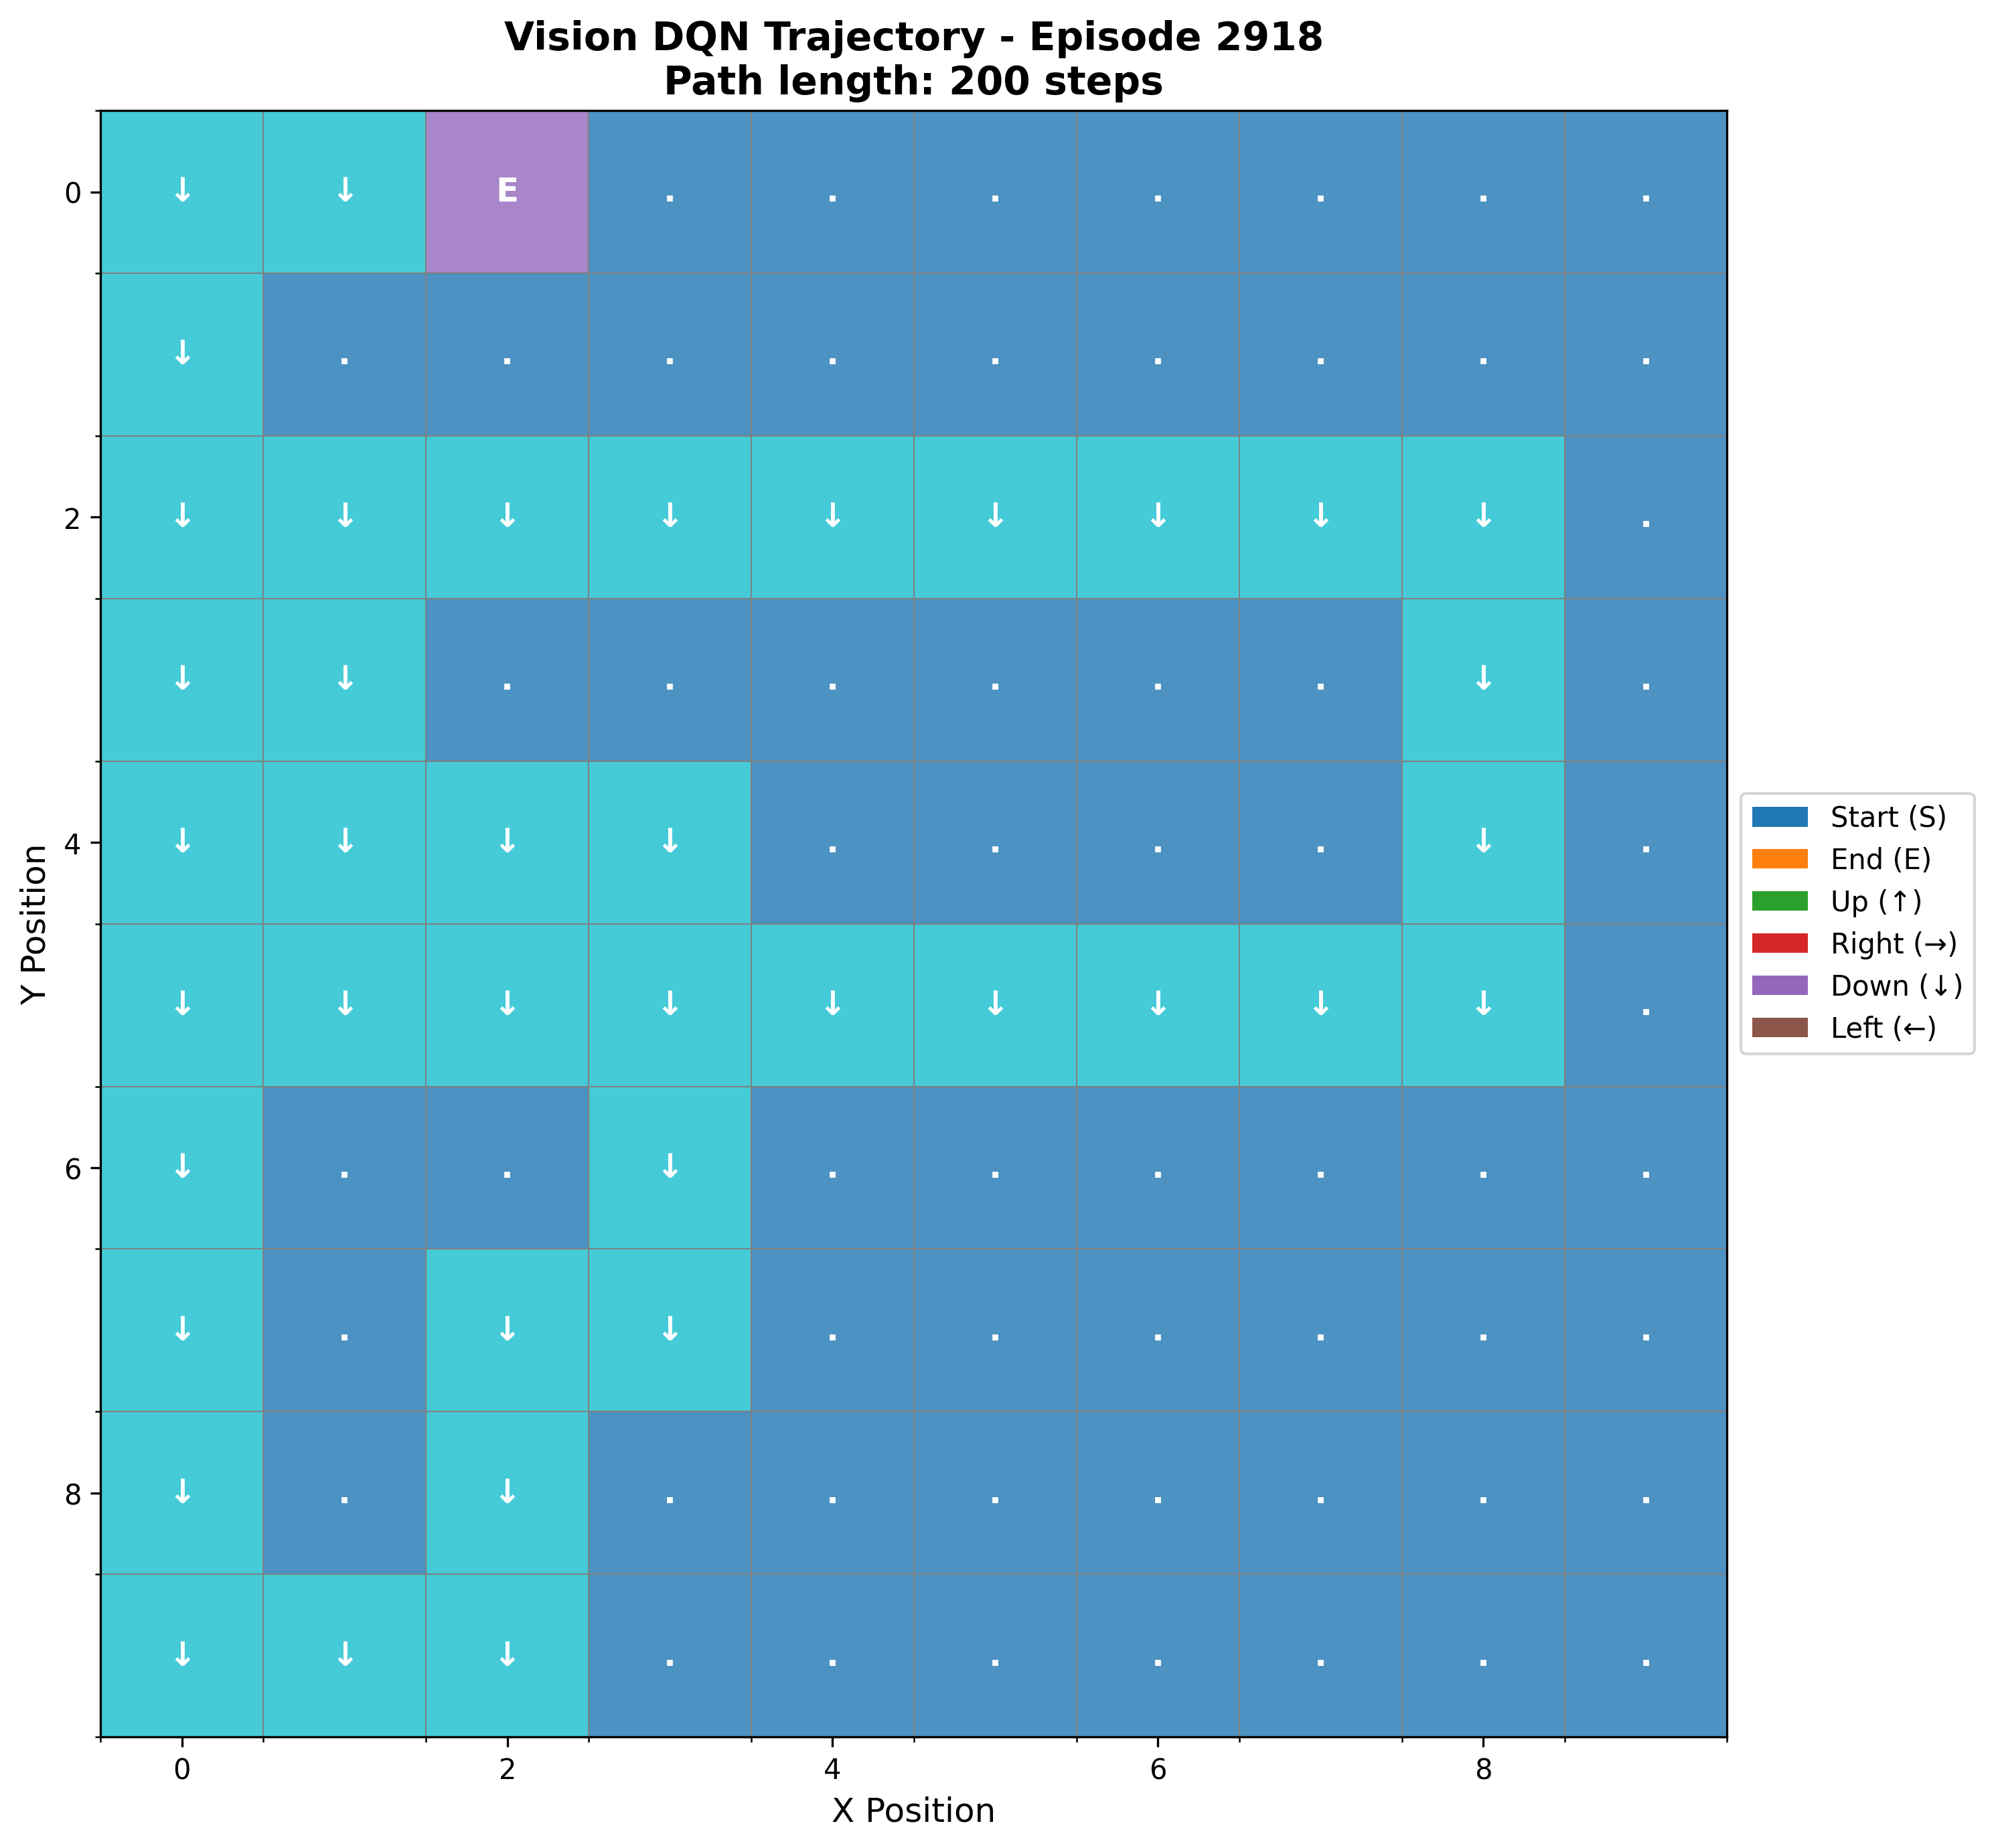 Vision DQN Trajectory - Episode 2918
Path length: 200 steps
0 ↓ ↓ E . . . . . . .
↓ . . . . . . . . .
2 ↓ ↓ ↓ ↓ ↓ ↓ ↓ ↓ ↓ .
↓ ↓ . . . . . . ↓ .
4 ↓ ↓ ↓ ↓ . . . . ↓ .
↓ ↓ ↓ ↓ ↓ ↓ ↓ ↓ ↓ .
6 ↓ . . ↓ . . . . . .
↓ . ↓ ↓ . . . . . .
8 ↓ . ↓ . . . . . . .
↓ ↓ ↓ . . . . . . .
0 2 4 6 8
X Position
Y Position
Start (S)
End (E)
Up (↑)
Right (→)
Down (↓)
Left (←)